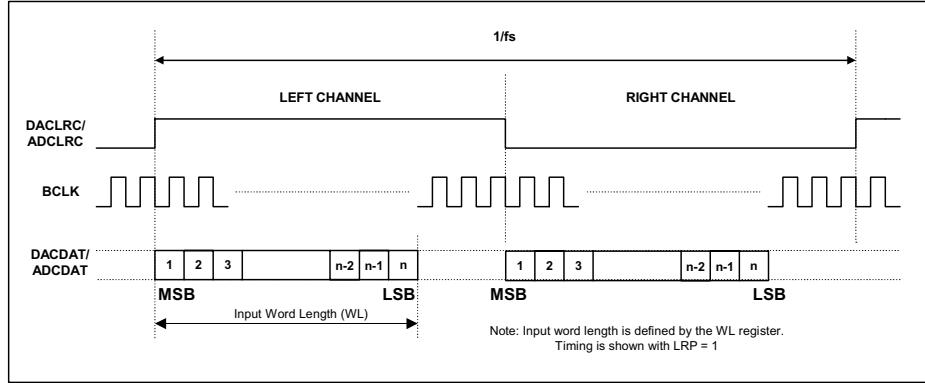 1/fs
LEFT CHANNEL
RIGHT CHANNEL
DACLRC/
ADCLRC
BCLK
DACDAT/
ADCDAT
1 2 3 n-2 n-1 n
1 2 3 n-2 n-1 n
MSB LSB
MSB LSB
Input Word Length (WL)
Note: Input word length is defined by the WL register.
Timing is shown with LRP = 1